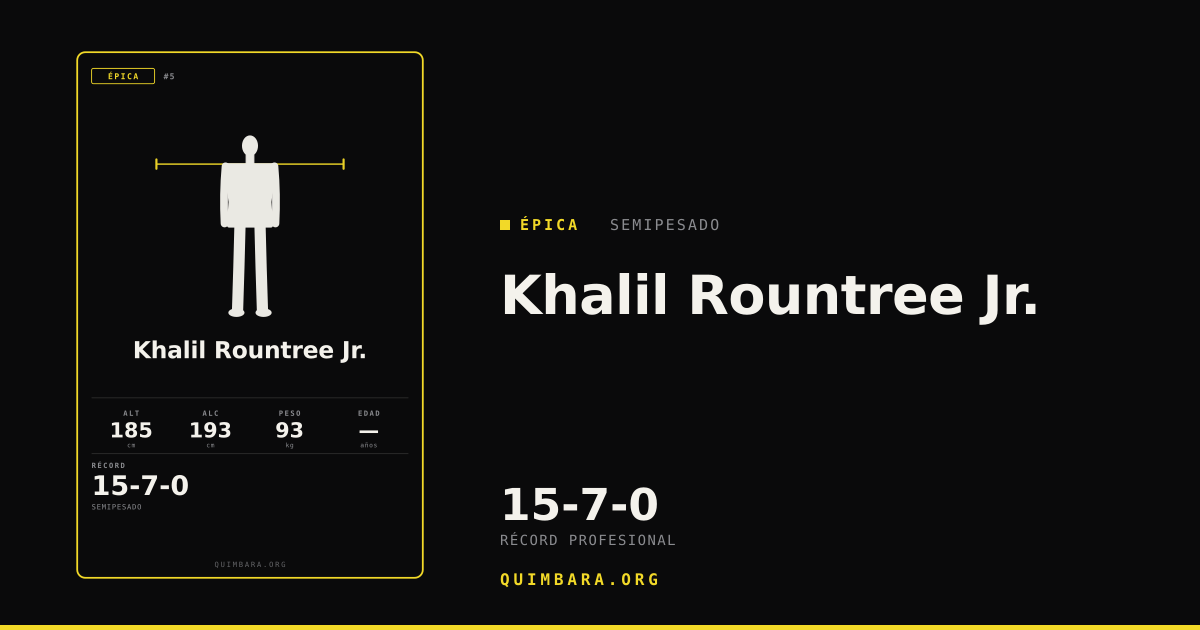 ÉPICA #5
Khalil Rountree Jr.
ALT ALC PESO EDAD
185 193 93 —
cm cm kg años
RÉCORD
15-7-0
SEMIPESADO
QUIMBARA.ORG
ÉPICA SEMIPESADO
Khalil Rountree Jr.
15-7-0
RÉCORD PROFESIONAL
QUIMBARA.ORG